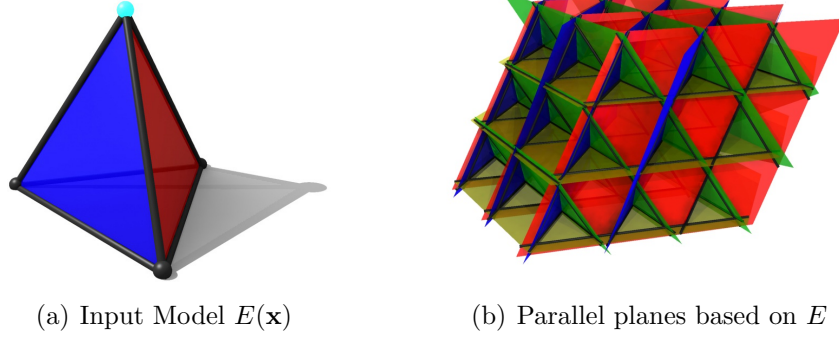 (a) Input Model E(x)
(b) Parallel planes based on E